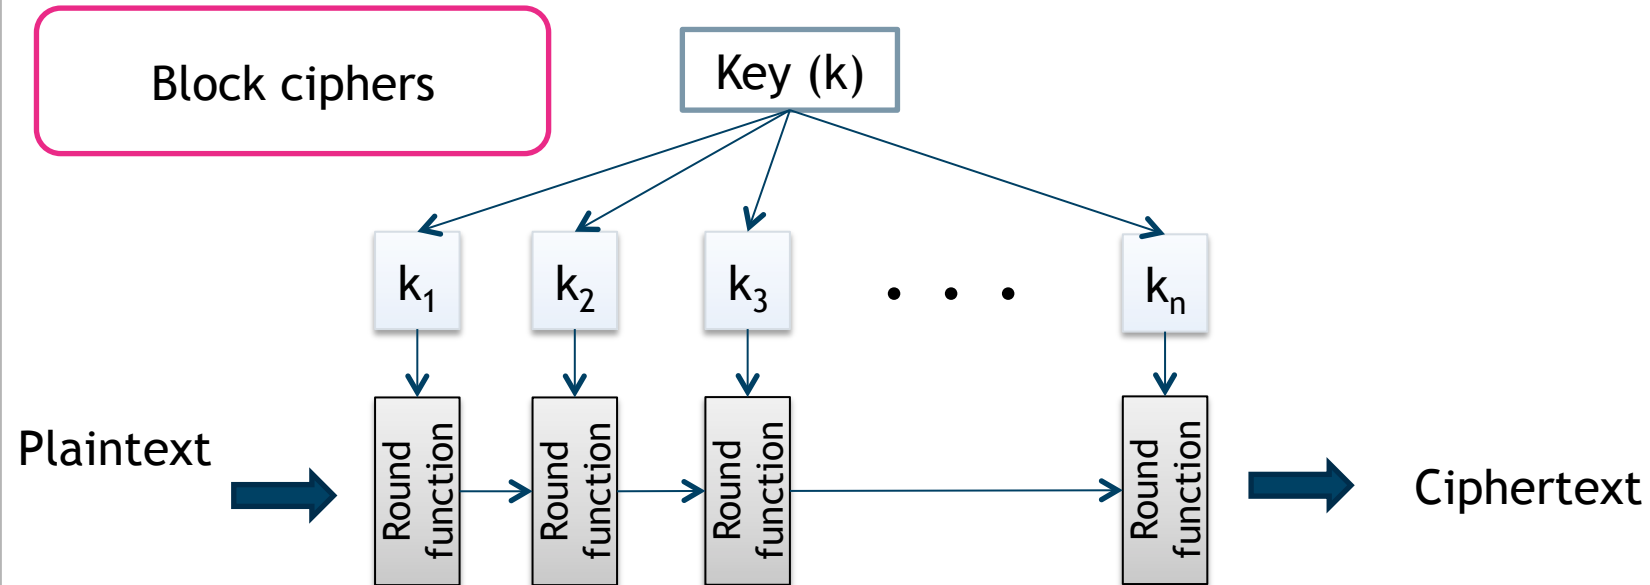 Block ciphers
Key (k)
k₁
k₂
k₃
. . .
kₙ
Plaintext
Round
function
Round
function
Round
function
Round
function
Ciphertext